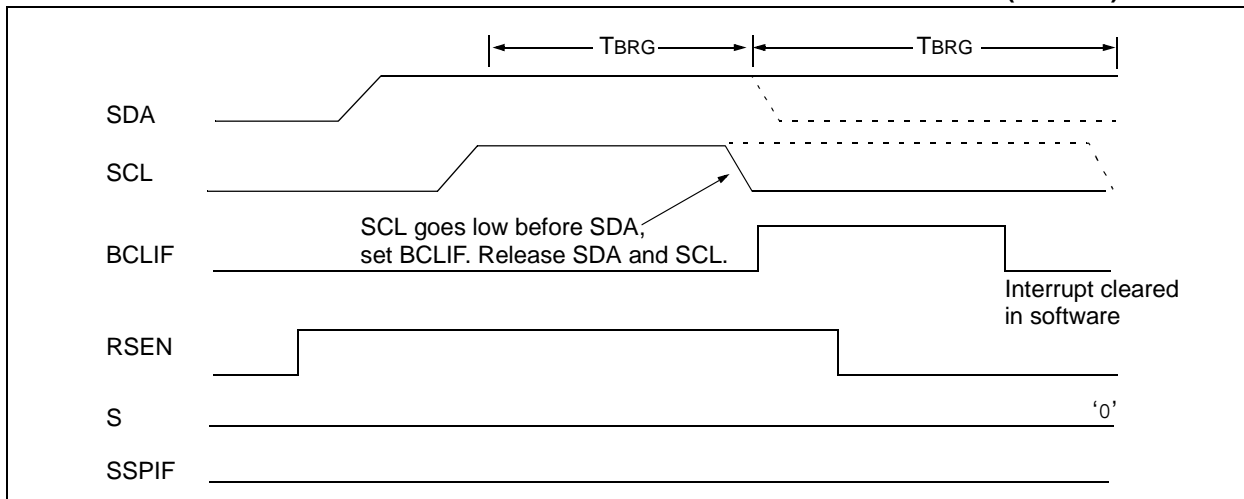 TBRG TBRG
SDA
SCL
SCL goes low before SDA,
set BCLIF. Release SDA and SCL.
BCLIF
Interrupt cleared
in software
RSEN
S ‘0’
SSPIF